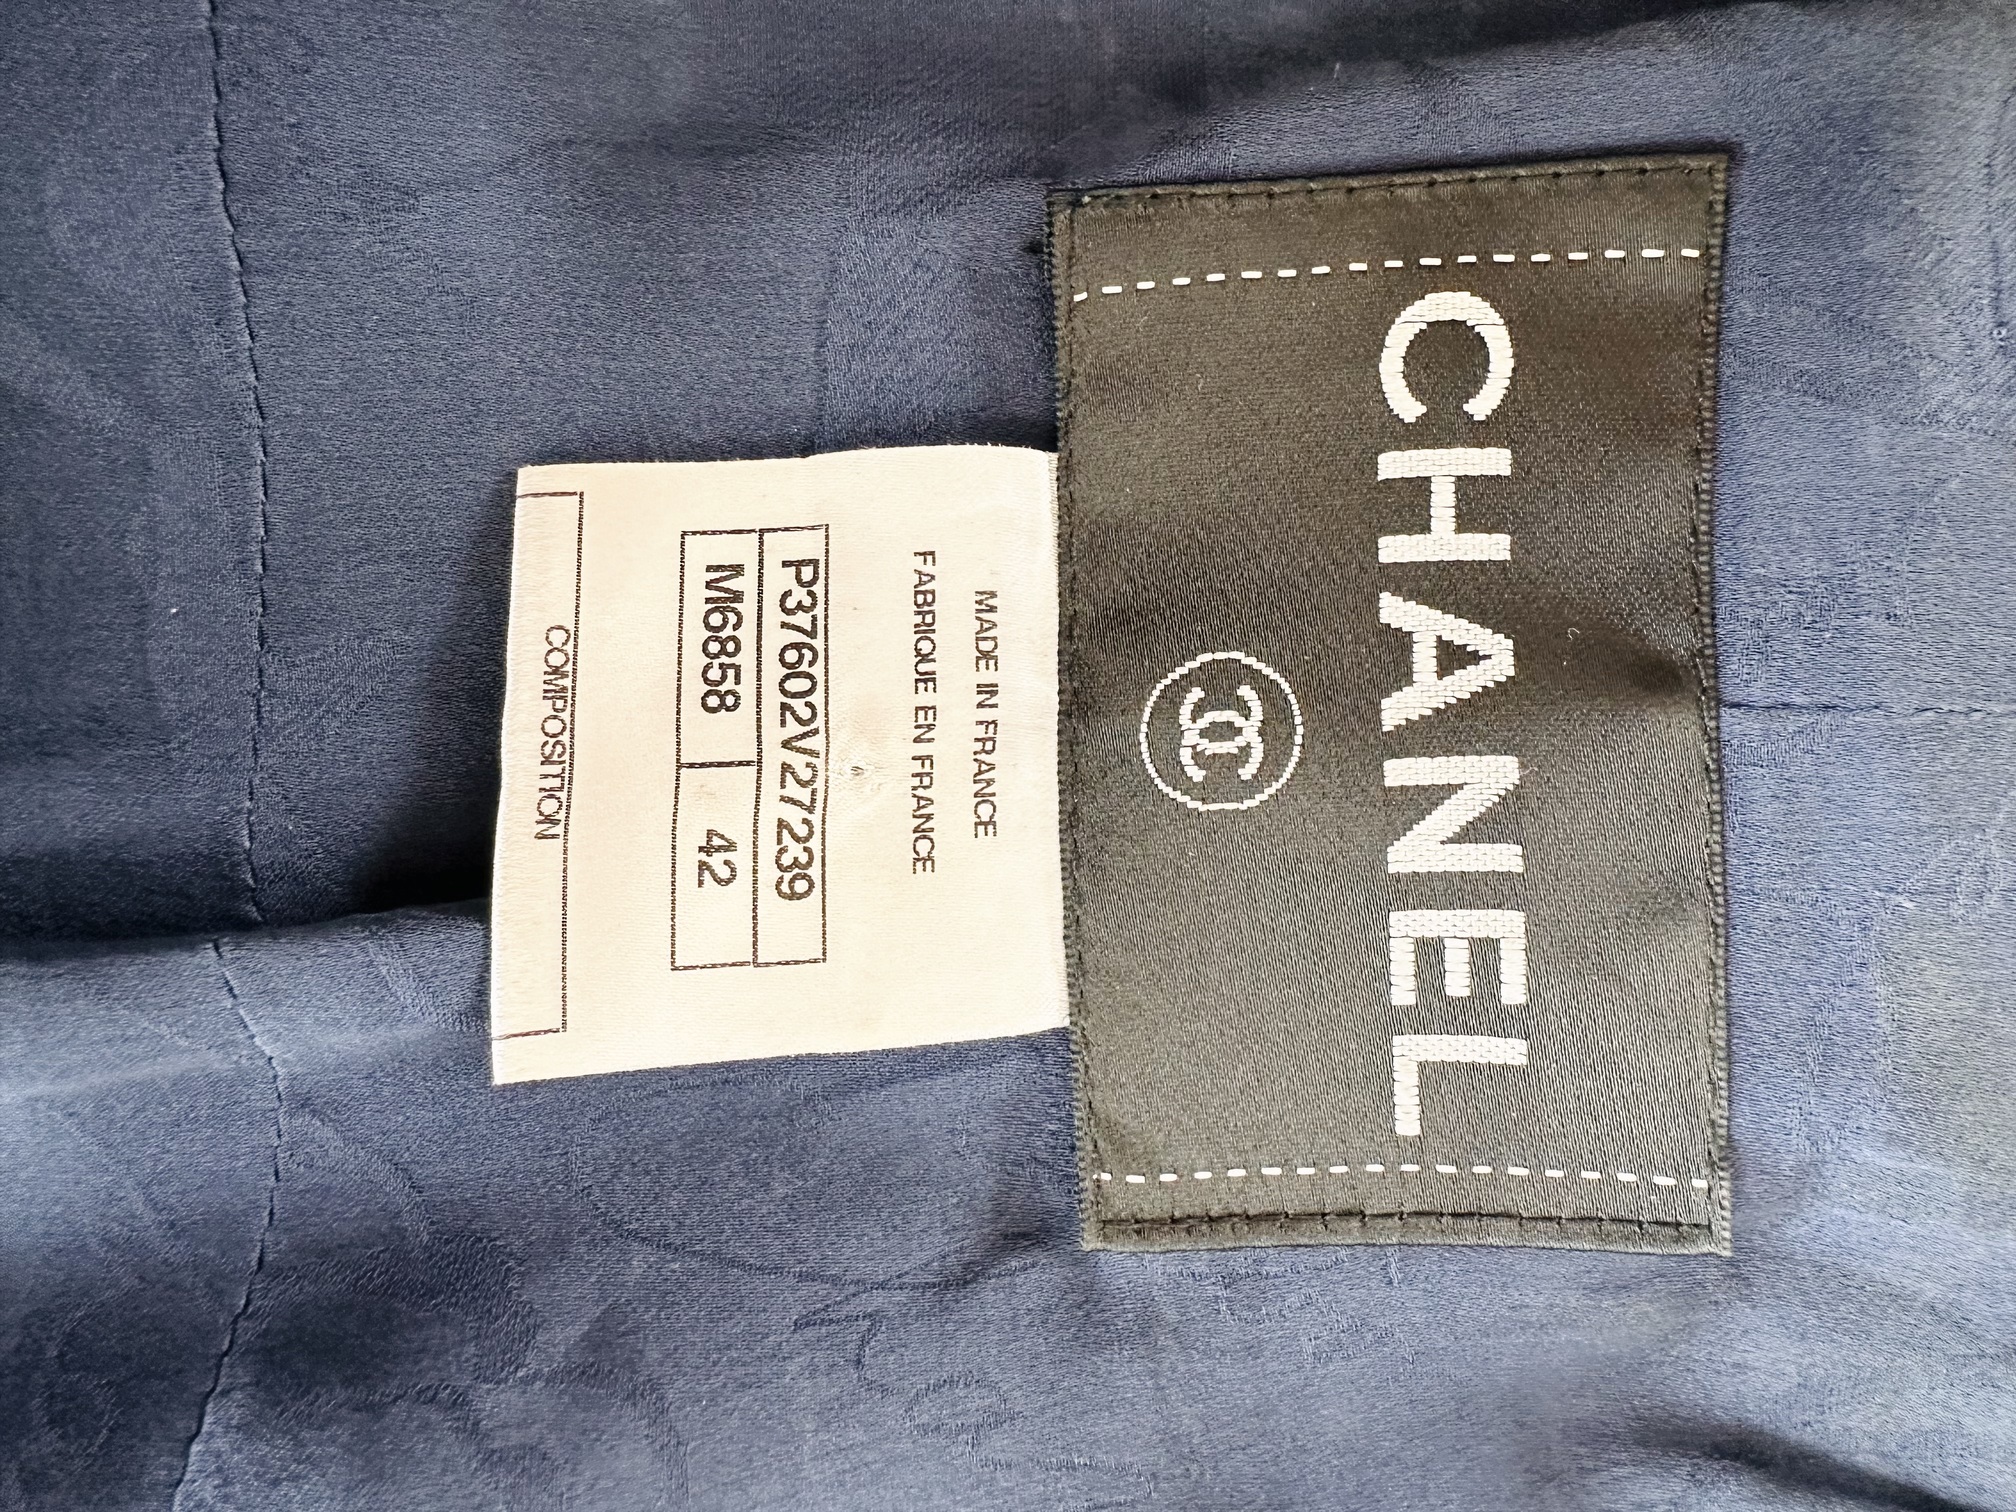 CHANEL
MADE IN FRANCE
FABRIQUE EN FRANCE
P37602V27239
M6858 42
COMPOSITION